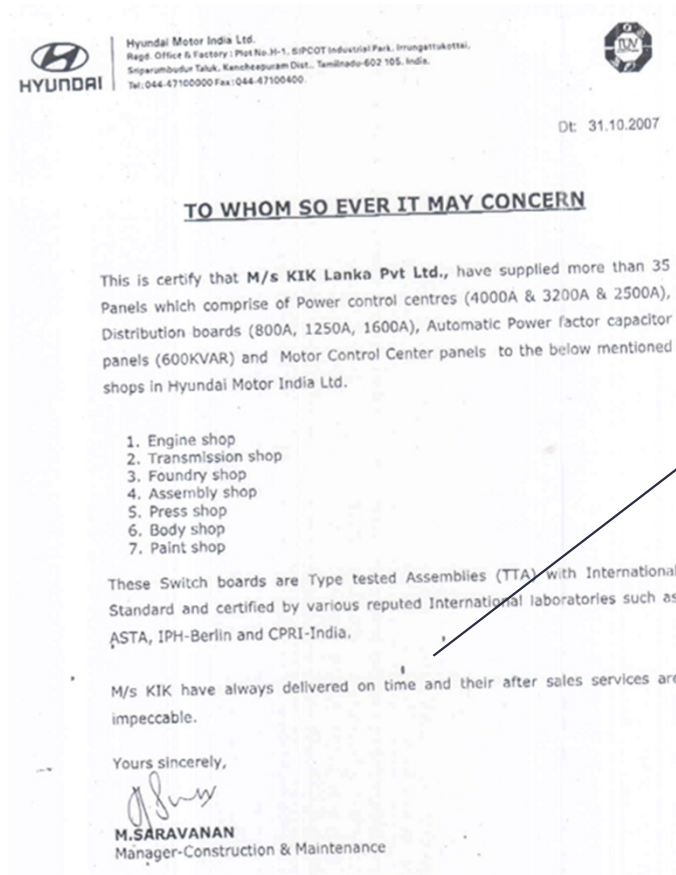 HYUNDAI
Hyundai Motor India Ltd.
Regd. Office & Factory : Plot No.H-1, SIPCOT Industrial Park, Irrungattukottai,
Sriperumbudur Taluk, Kancheepuram Dist., Tamilnadu-602 105. India.
Tel: 044-47100000 Fax: 044-47100400.
TUV
Dt: 31.10.2007
TO WHOM SO EVER IT MAY CONCERN
This is certify that M/s KIK Lanka Pvt Ltd., have supplied more than 35
Panels which comprise of Power control centres (4000A & 3200A & 2500A),
Distribution boards (800A, 1250A, 1600A), Automatic Power factor capacitor
panels (600KVAR) and Motor Control Center panels to the below mentioned
shops in Hyundai Motor India Ltd.
1. Engine shop
2. Transmission shop
3. Foundry shop
4. Assembly shop
5. Press shop
6. Body shop
7. Paint shop
These Switch boards are Type tested Assemblies (TTA) with International
Standard and certified by various reputed International laboratories such as
ASTA, IPH-Berlin and CPRI-India.
M/s KIK have always delivered on time and their after sales services are
impeccable.
Yours sincerely,
M.SARAVANAN
Manager-Construction & Maintenance